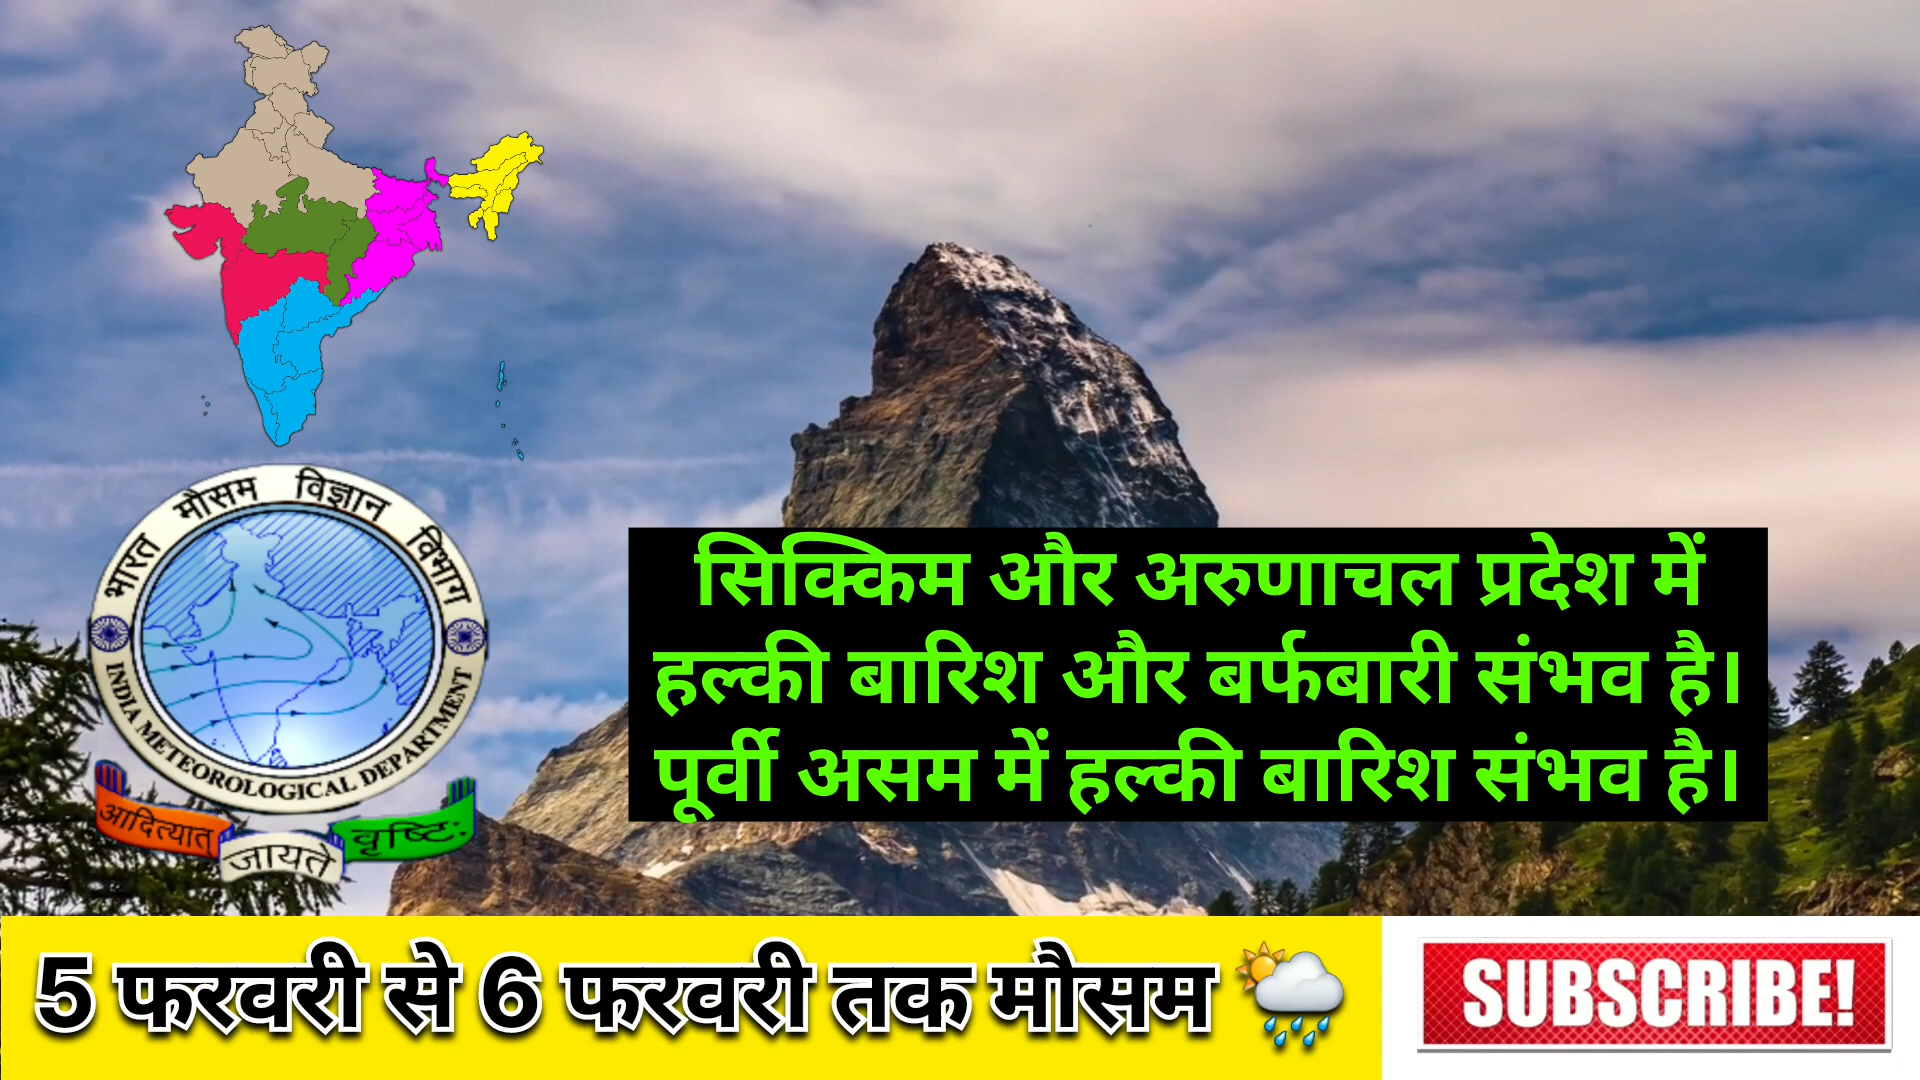 भारत मौसम विज्ञान विभाग
INDIA METEOROLOGICAL DEPARTMENT
आदित्यात
जायते
वृष्टिः
सिक्किम और अरुणाचल प्रदेश में
हल्की बारिश और बर्फबारी संभव है।
पूर्वी असम में हल्की बारिश संभव है।
5 फरवरी से 6 फरवरी तक मौसम
SUBSCRIBE!